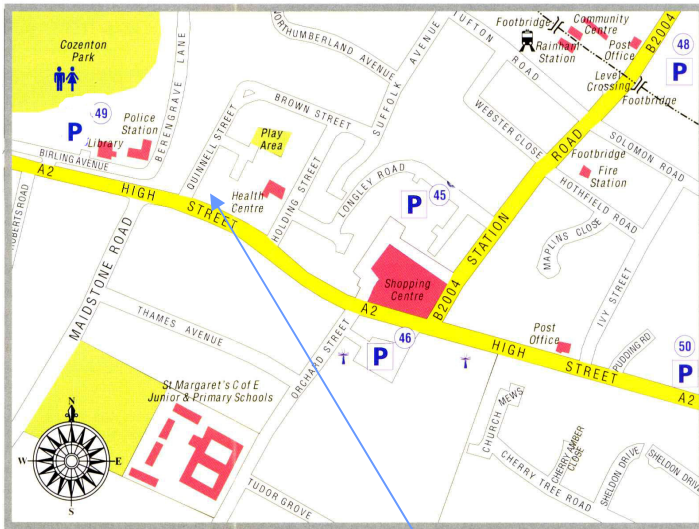 Cozenton
Park
49
P
Police
Station
Library
BIRLING AVENUE
BERENGRAVE LANE
A2
HIGH
STREET
ROBERTS ROAD
MAIDSTONE ROAD
QUINNELL STREET
NORTHUMBERLAND AVENUE
BROWN STREET
SUFFOLK AVENUE
Play
Area
Health
Centre
HOLDING STREET
LONGLEY ROAD
P
45
TUFTON ROAD
WEBSTER CLOSE
Footbridge
Community
Centre
Rainham
Station
Post
Office
B2004
48
P
Level
Crossing
Footbridge
SOLOMON ROAD
Footbridge
Fire
Station
HOTHFIELD ROAD
MAPLINS CLOSE
IVY STREET
STATION ROAD
B2004
Shopping
Centre
A2
46
P
HIGH
STREET
A2
Post
Office
PUDDING RD
50
P
THAMES AVENUE
ORCHARD STREET
St Margaret's C of E
Junior & Primary Schools
N
W
E
S
TUDOR GROVE
CHURCH MEWS
CHERRY AMBER
CLOSE
CHERRY TREE ROAD
SHELDON DRIVE
SHELDON DRIVE